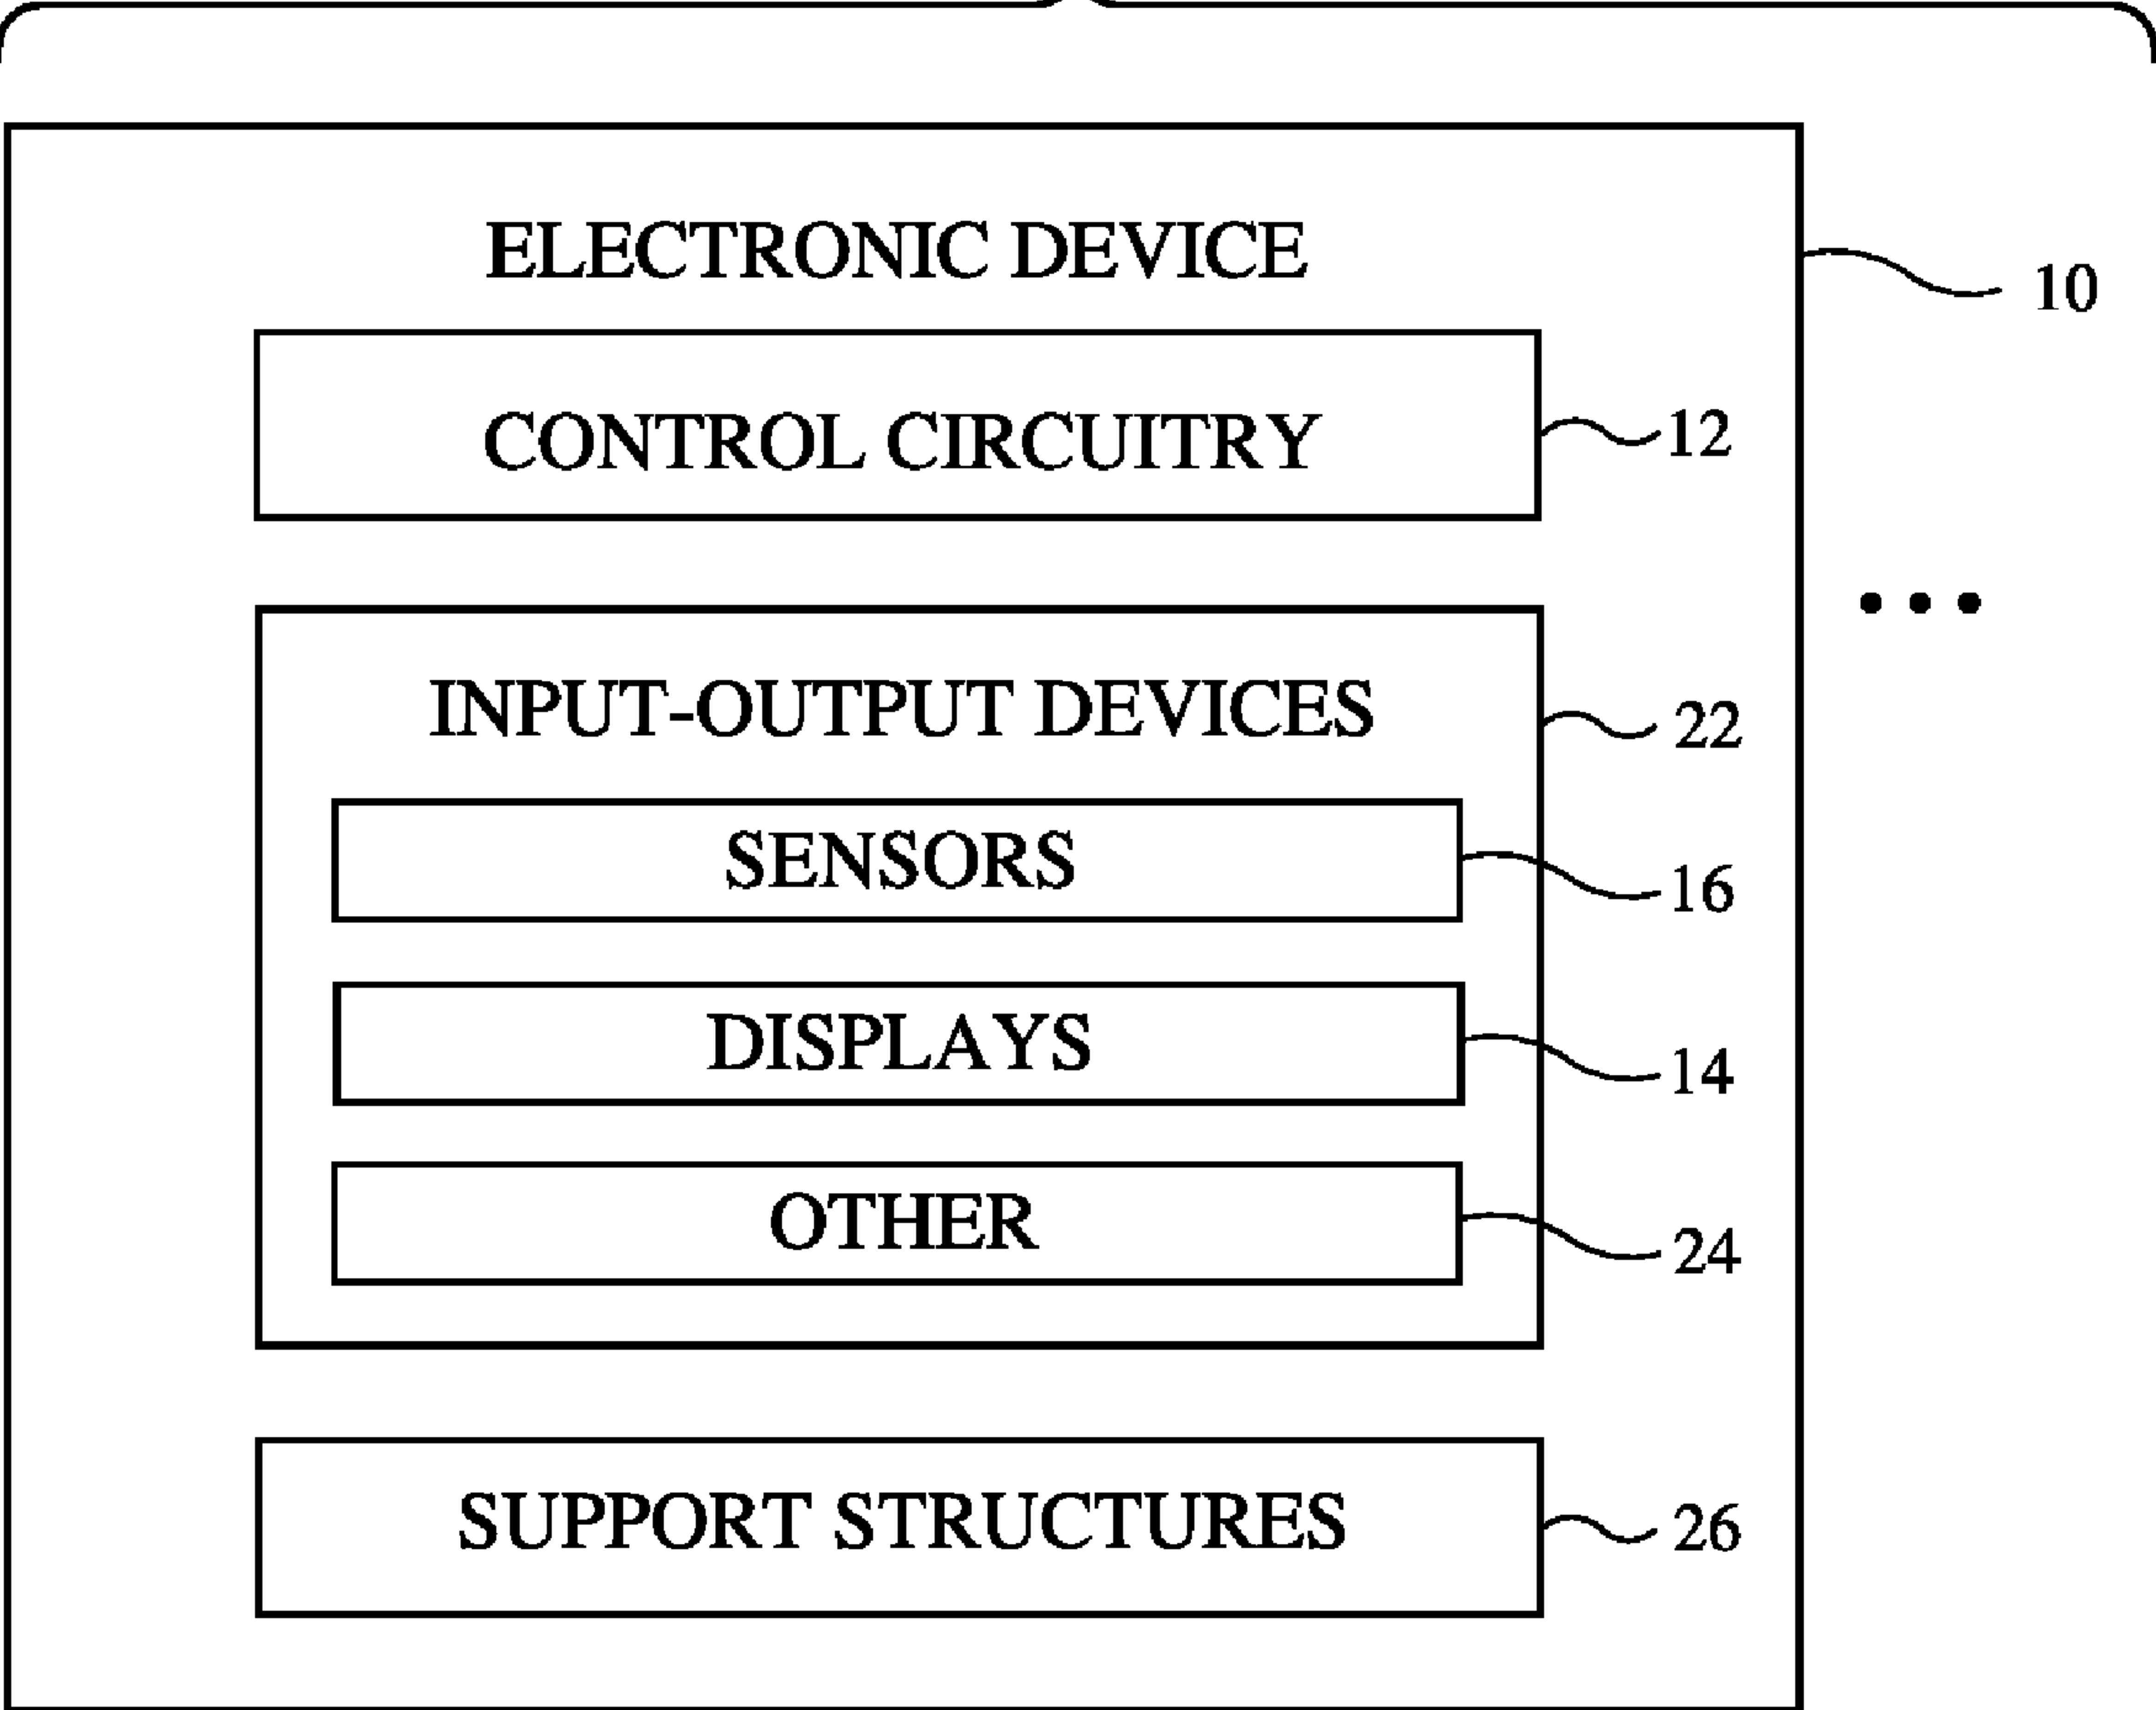 ELECTRONIC DEVICE
10
CONTROL CIRCUITRY
12
• • •
INPUT-OUTPUT DEVICES
22
SENSORS
16
DISPLAYS
14
OTHER
24
SUPPORT STRUCTURES
26